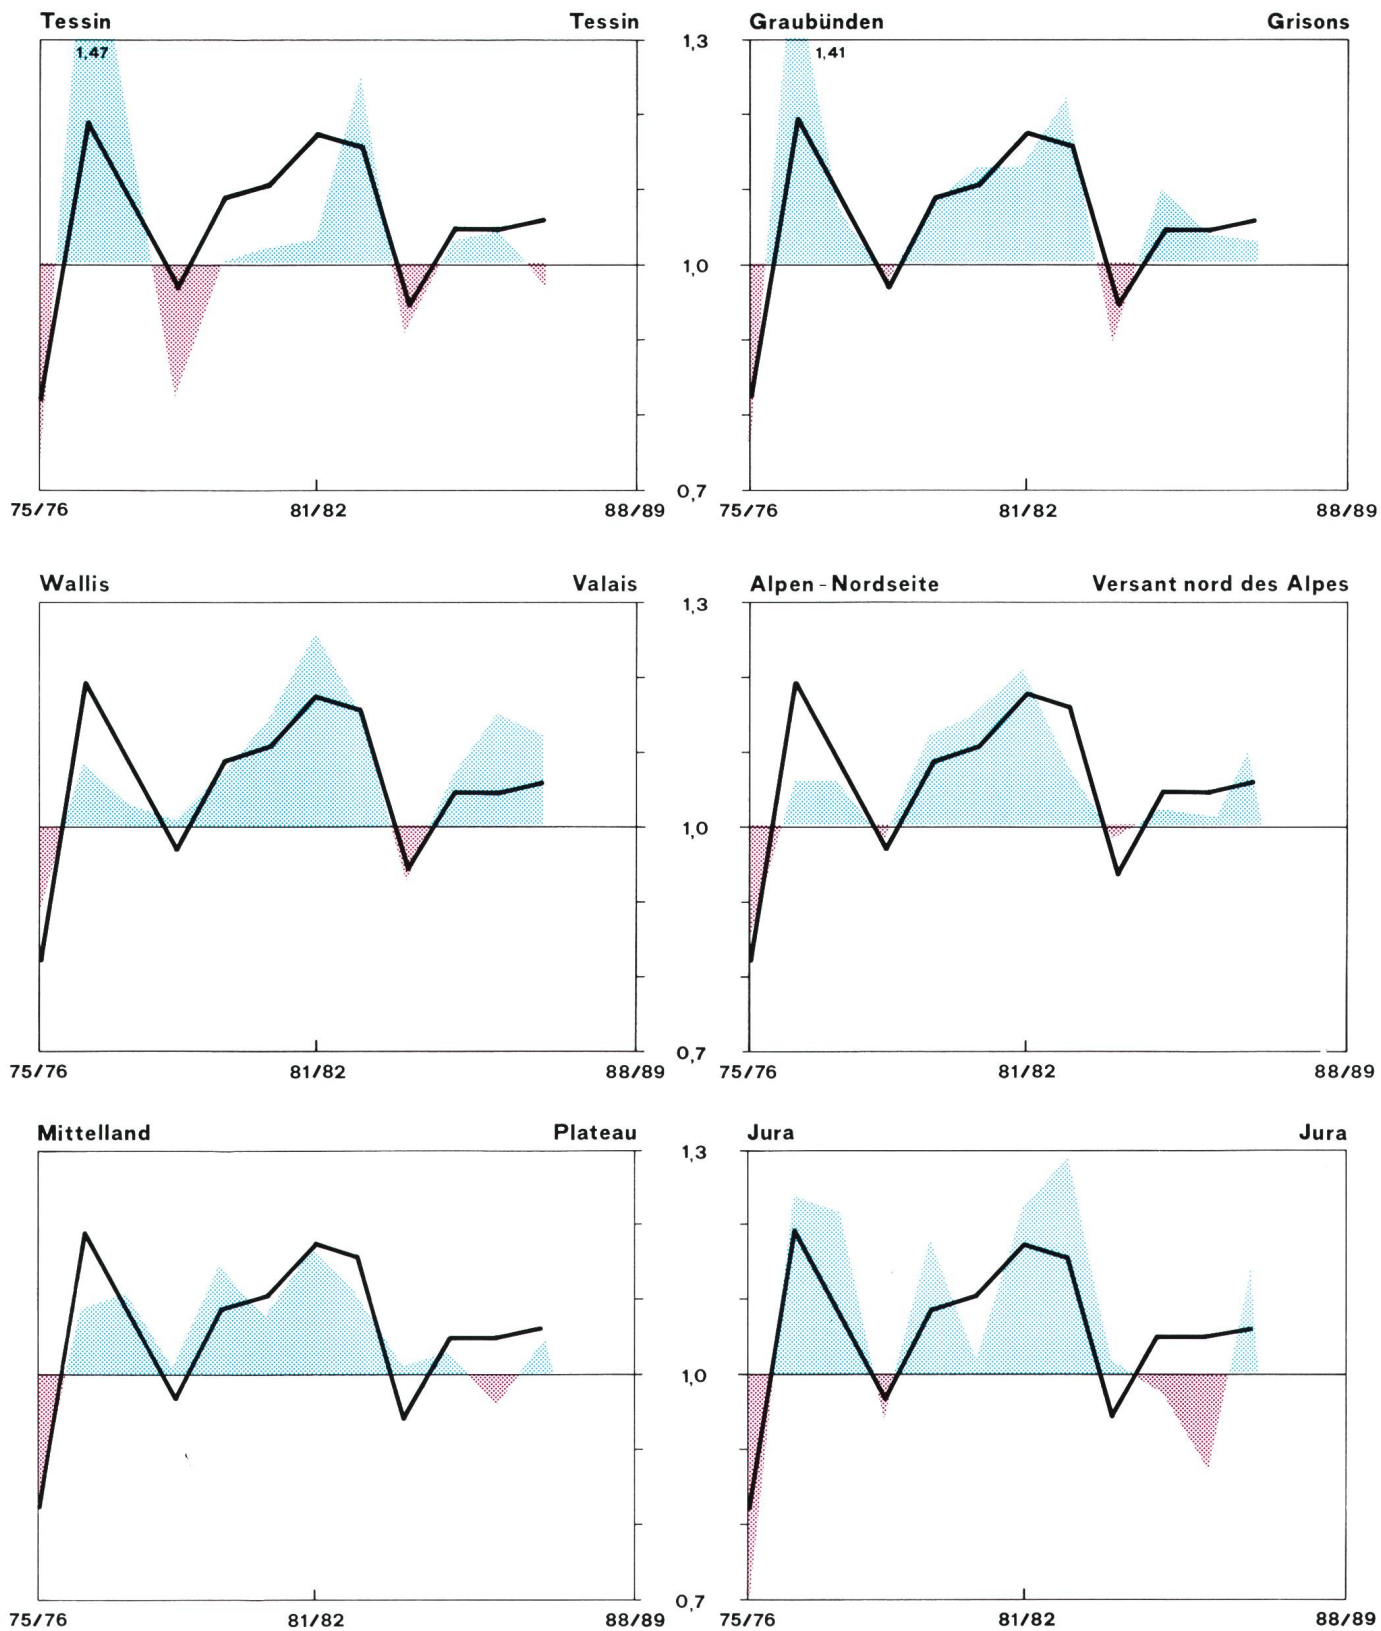 Tessin Tessin
Graubünden Grisons
1,47
1,3
1,41
1,0
0,7
75/76 81/82 88/89
75/76 81/82 88/89
Wallis Valais
Alpen-Nordseite Versant nord des Alpes
1,3
1,0
0,7
75/76 81/82 88/89
75/76 81/82 88/89
Mittelland Plateau
Jura Jura
1,3
1,0
0,7
75/76 81/82 88/89
75/76 81/82 88/89